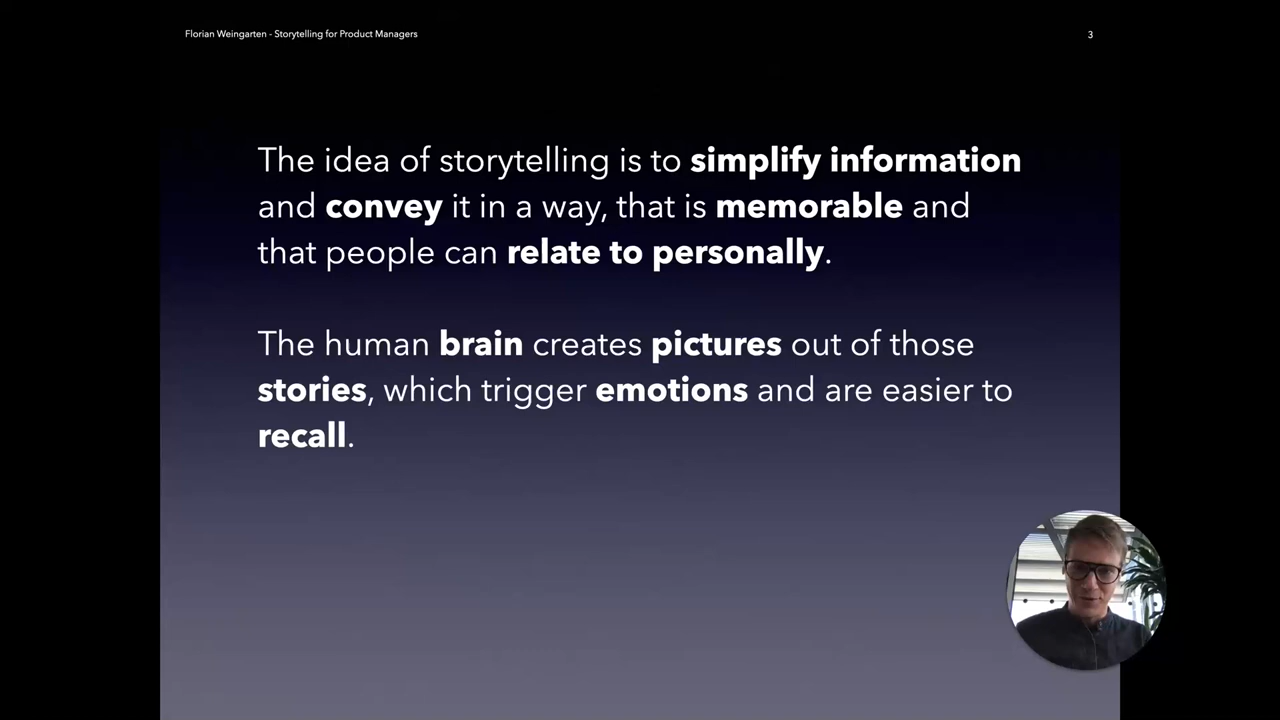 Florian Weingarten - Storytelling for Product Managers
3
The idea of storytelling is to simplify information
and convey it in a way, that is memorable and
that people can relate to personally.
The human brain creates pictures out of those
stories, which trigger emotions and are easier to
recall.